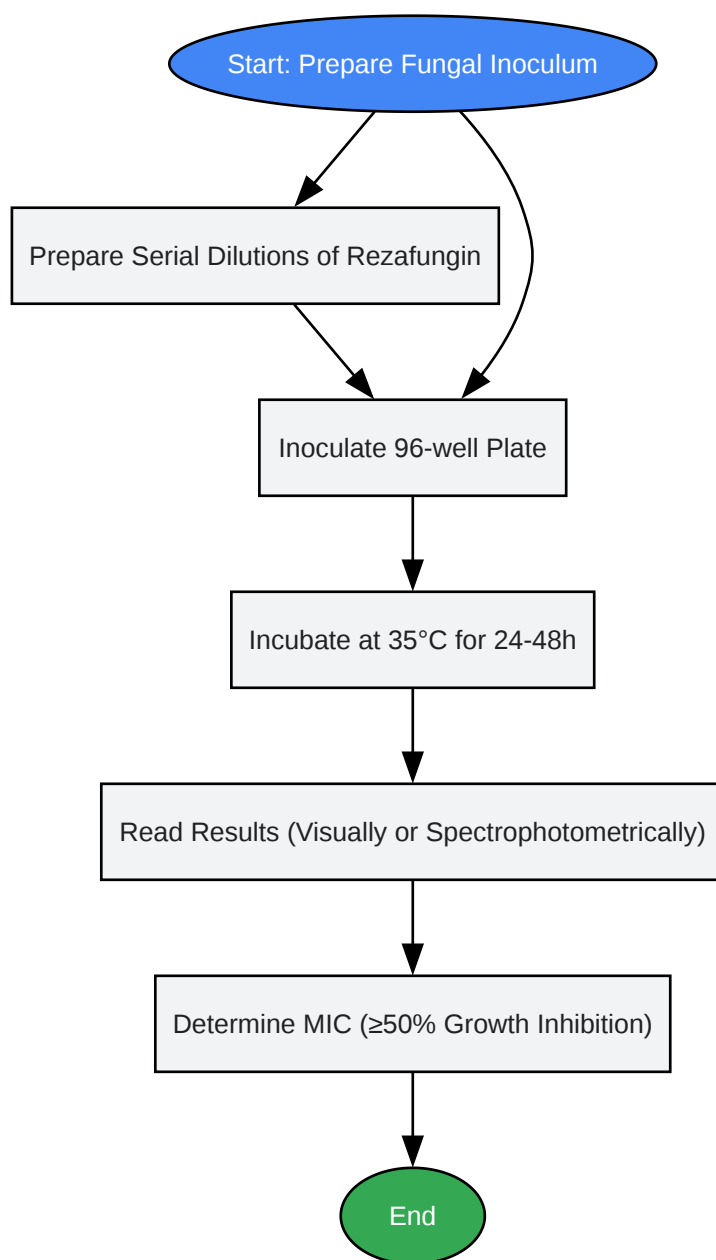 Start: Prepare Fungal Inoculum
Prepare Serial Dilutions of Rezafungin
Inoculate 96-well Plate
Incubate at 35°C for 24-48h
Read Results (Visually or Spectrophotometrically)
Determine MIC (≥50% Growth Inhibition)
End